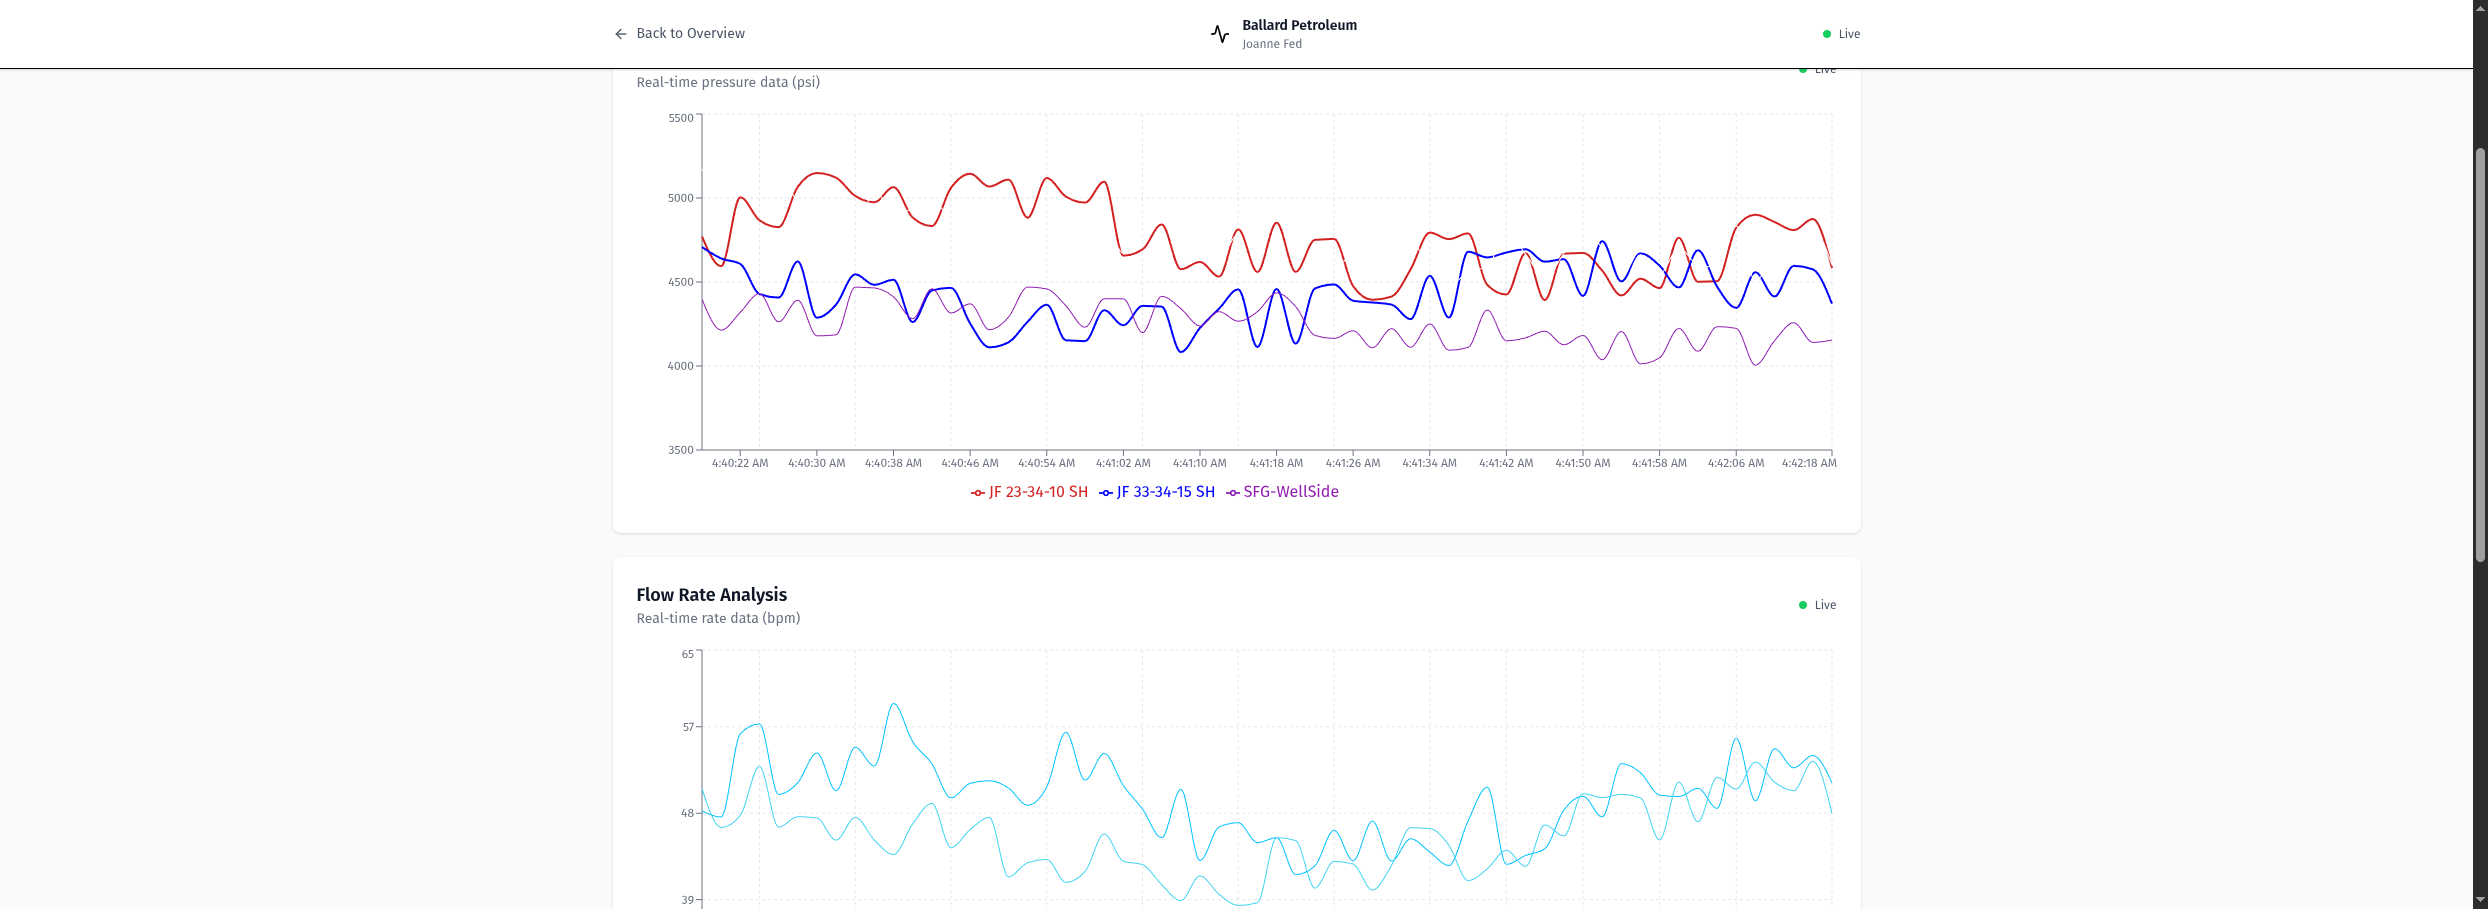 Back to Overview
Ballard Petroleum
Joanne Fed
Live
Live
Real-time pressure data (psi)
5500
5000
4500
4000
3500
4:40:22 AM 4:40:30 AM 4:40:38 AM 4:40:46 AM 4:40:54 AM 4:41:02 AM 4:41:10 AM 4:41:18 AM 4:41:26 AM 4:41:34 AM 4:41:42 AM 4:41:50 AM 4:41:58 AM 4:42:06 AM 4:42:18 AM
JF 23-34-10 SH JF 33-34-15 SH SFG-WellSide
Flow Rate Analysis
Real-time rate data (bpm)
Live
65
57
48
39